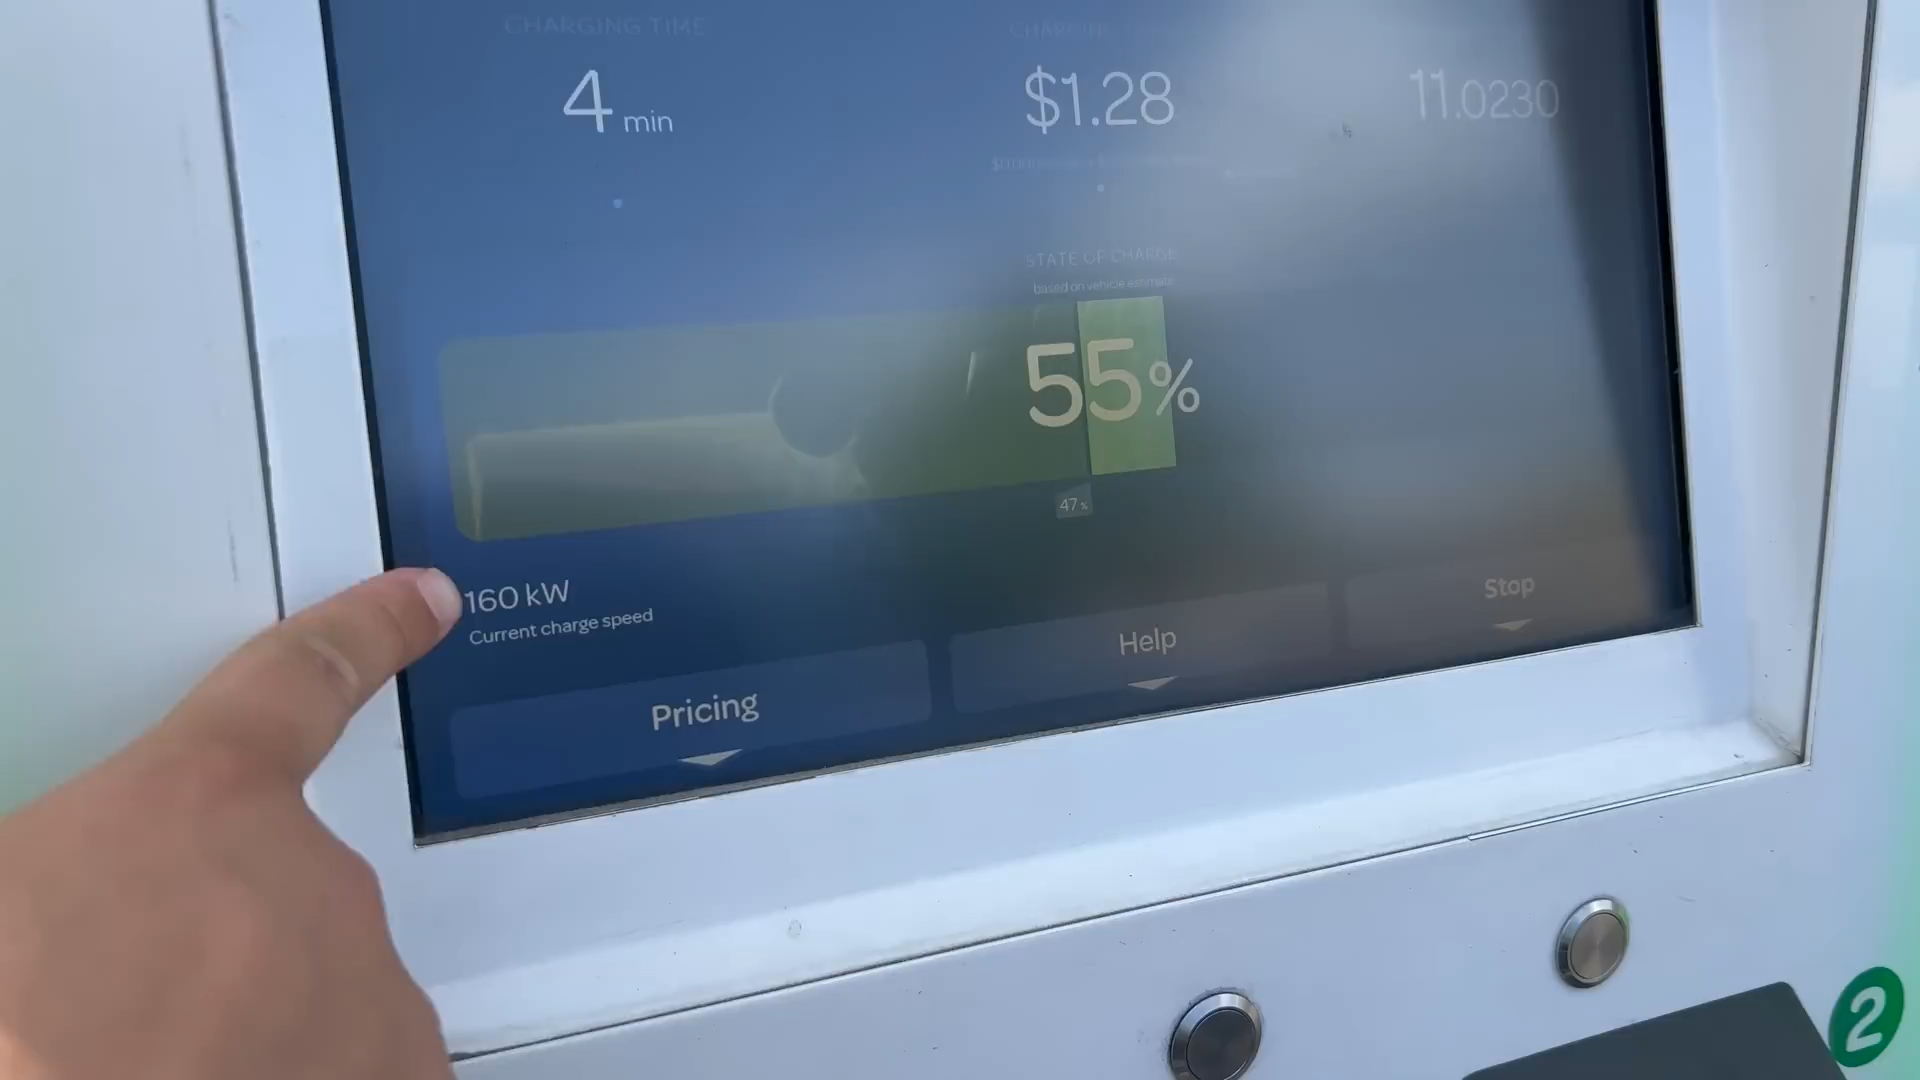 CHARGING TIME
4 min
CHARGING
$1.28
11.0230
STATE OF CHARGE
based on vehicle estimate
55%
47%
160 kW
Current charge speed
Pricing
Help
Stop
2